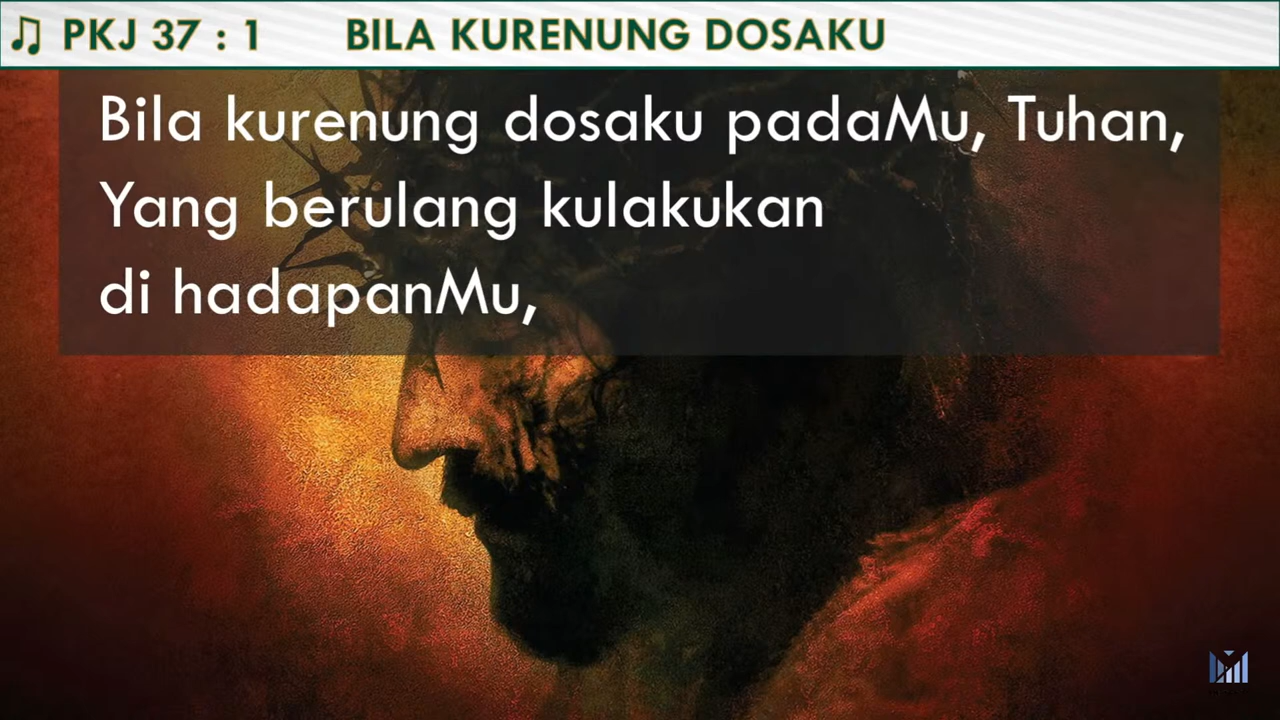 ♫ PKJ 37 : 1 BILA KURENUNG DOSAKU
Bila kurenung dosaku padaMu, Tuhan,
Yang berulang kulakukan
di hadapanMu,